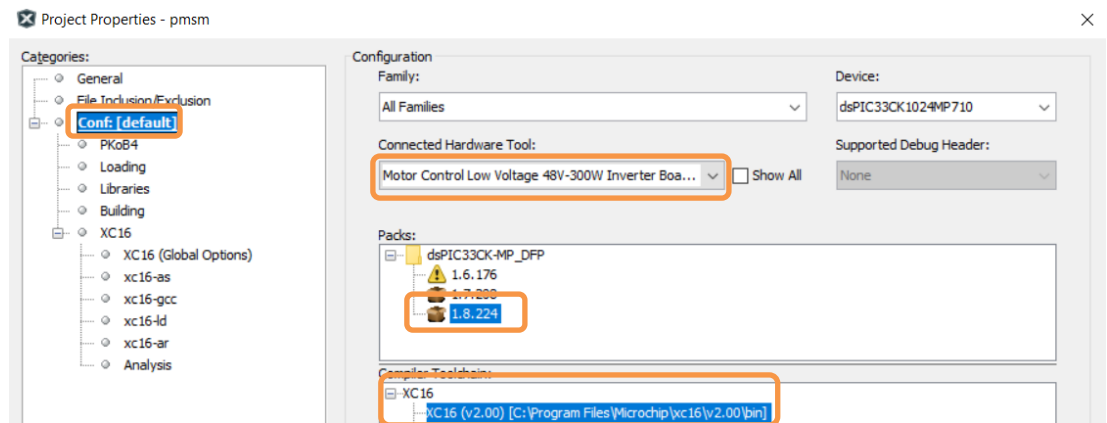 Project Properties - pmsm
Categories:
General
File Inclusion/Exclusion
Conf: [default]
PKoB4
Loading
Libraries
Building
XC16
XC16 (Global Options)
xc16-as
xc16-gcc
xc16-ld
xc16-ar
Analysis
Configuration
Family:
All Families
Device:
dsPIC33CK1024MP710
Connected Hardware Tool:
Motor Control Low Voltage 48V-300W Inverter Boa...
Show All
Supported Debug Header:
None
Packs:
dsPIC33CK-MP_DFP
1.6.176
1.8.224
Compiler Toolchain:
XC16
XC16 (v2.00) [C:\Program Files\Microchip\xc16\v2.00\bin]